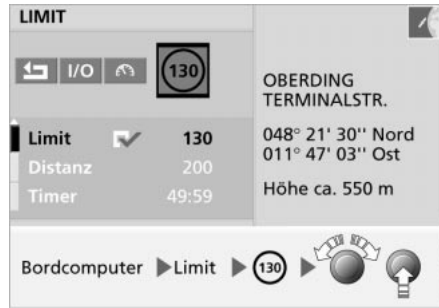 LIMIT
I/O
130
Limit 130
Distanz 200
Timer 49:59
OBERDING
TERMINALSTR.
048° 21' 30'' Nord
011° 47' 03'' Ost
Höhe ca. 550 m
Bordcomputer Limit 130